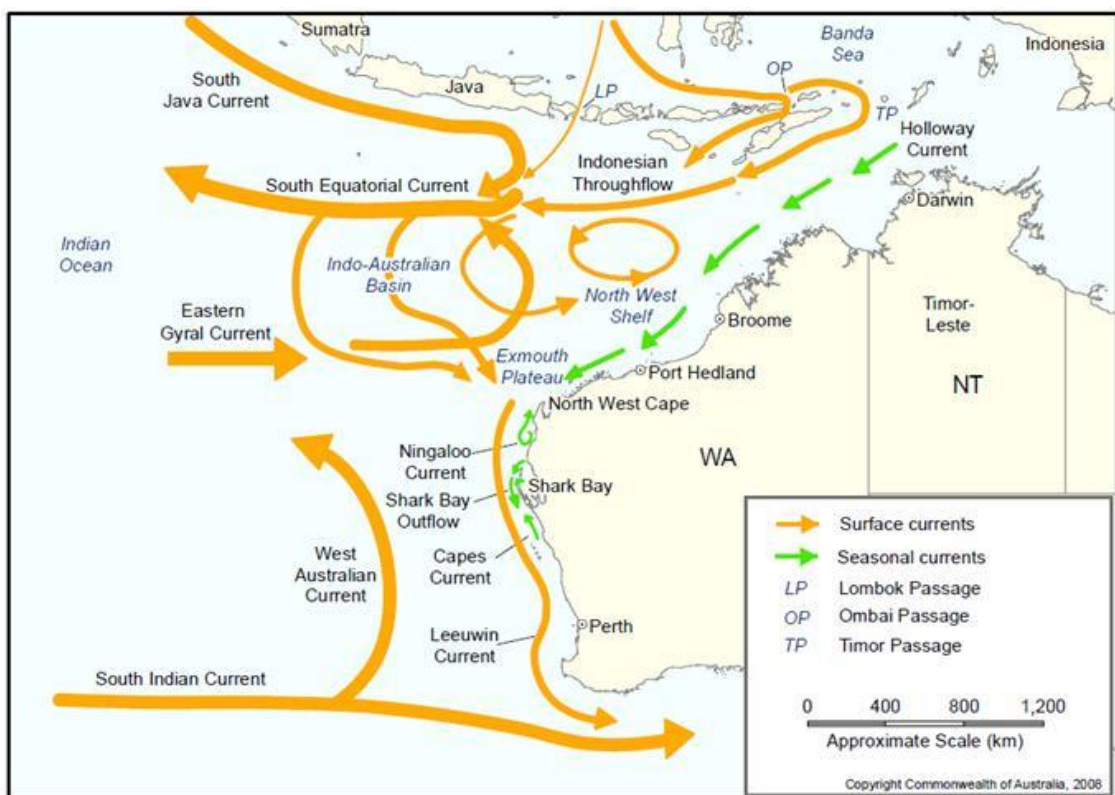 Sumatra
Banda
Sea
Indonesia
South
Java Current
Java
LP
OP
TP
Holloway
Current
Indonesian
Throughflow
South Equatorial Current
Darwin
Indian
Ocean
Indo-Australian
Basin
North West
Shelf
Timor-
Leste
Broome
Eastern
Gyral Current
Exmouth
Plateau
Port Hedland
NT
North West Cape
Ningaloo
Current
WA
Shark Bay
Shark Bay
Outflow
Capes
Current
West
Australian
Current
Perth
Leeuwin
Current
South Indian Current
Surface currents
Seasonal currents
LP Lombok Passage
OP Ombai Passage
TP Timor Passage
0 400 800 1,200
Approximate Scale (km)
Copyright Commonwealth of Australia, 2008